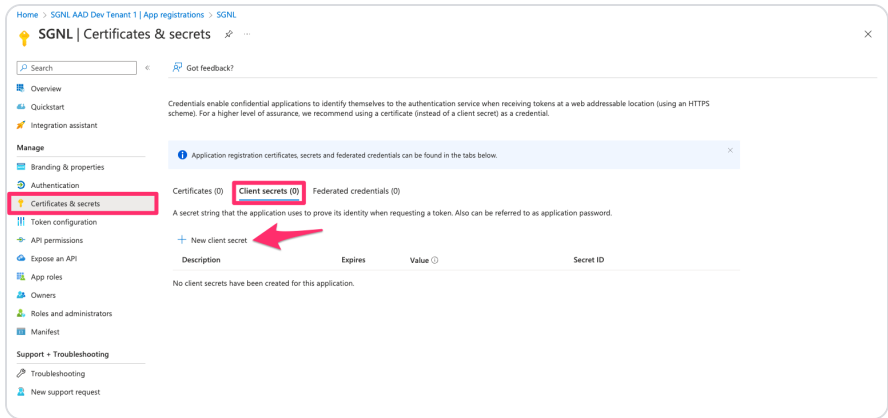 Home > SGNL AAD Dev Tenant 1 | App registrations > SGNL
SGNL | Certificates & secrets
Search
Overview
Quickstart
Integration assistant
Manage
Branding & properties
Authentication
Certificates & secrets
Token configuration
API permissions
Expose an API
App roles
Owners
Roles and administrators
Manifest
Support + Troubleshooting
Troubleshooting
New support request
Got feedback?
Credentials enable confidential applications to identify themselves to the authentication service when receiving tokens at a web addressable location (using an HTTPS
scheme). For a higher level of assurance, we recommend using a certificate (instead of a client secret) as a credential.
Application registration certificates, secrets and federated credentials can be found in the tabs below.
Certificates (0) Client secrets (0) Federated credentials (0)
A secret string that the application uses to prove its identity when requesting a token. Also can be referred to as application password.
New client secret
Description Expires Value Secret ID
No client secrets have been created for this application.